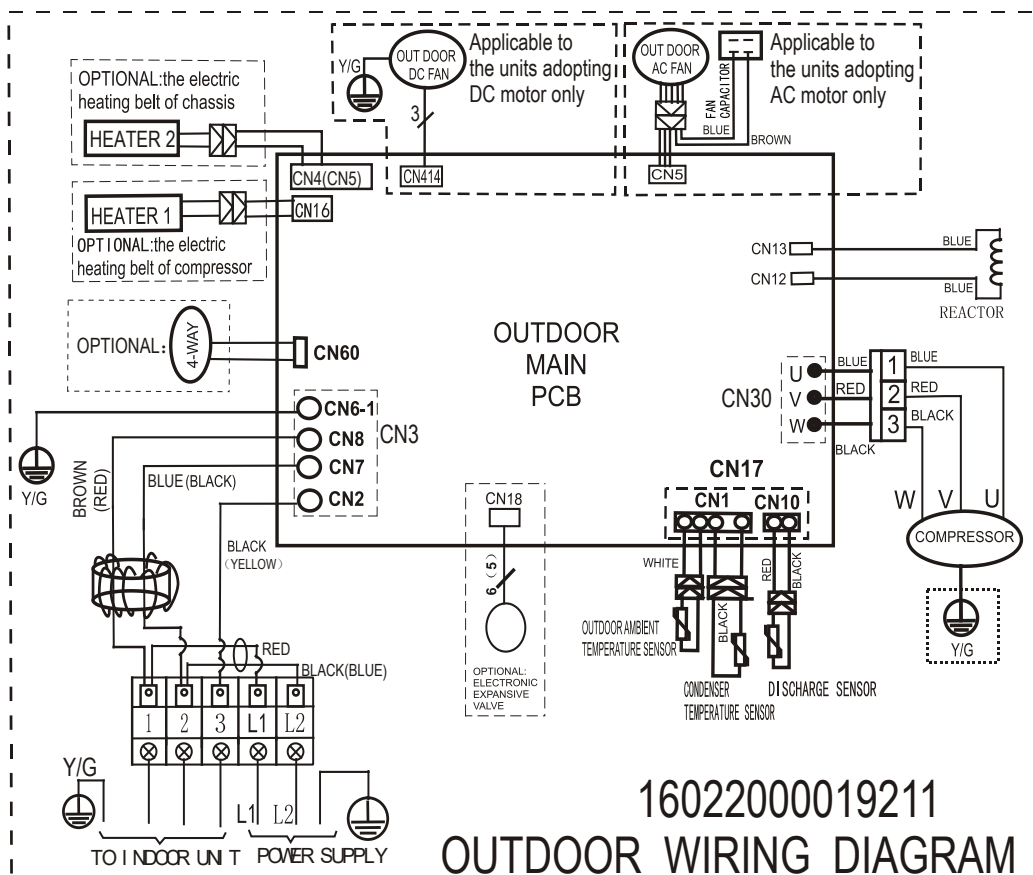 OPTIONAL:the electric
heating belt of chassis
HEATER 2
HEATER 1
OPTIONAL:the electric
heating belt of compressor
CN4(CN5)
CN16
Y/G
OUT DOOR
DC FAN
3
CN414
Applicable to
the units adopting
DC motor only
OUT DOOR
AC FAN
FAN
CAPACITOR
BLUE
BROWN
CN5
Applicable to
the units adopting
AC motor only
CN13
BLUE
CN12
BLUE
REACTOR
OPTIONAL:
4-WAY
CN60
OUTDOOR
MAIN
PCB
CN6-1
CN8
CN7
CN2
CN3
Y/G
BROWN
(RED)
BLUE(BLACK)
BLACK
(YELLOW)
CN30
U
V
W
BLUE
RED
BLACK
1
2
3
BLUE
RED
BLACK
W V U
COMPRESSOR
Y/G
CN17
CN1
CN10
WHITE
BLACK
RED
BLACK
OUTDOOR AMBIENT
TEMPERATURE SENSOR
CONDENSER
TEMPERATURE SENSOR
DISCHARGE SENSOR
CN18
6（5）
OPTIONAL:
ELECTRONIC
EXPANSIVE
VALVE
RED
BLACK(BLUE)
1 2 3 L1 L2
Y/G
L1 L2
TO INDOOR UNIT
POWER SUPPLY
16022000019211
OUTDOOR WIRING DIAGRAM